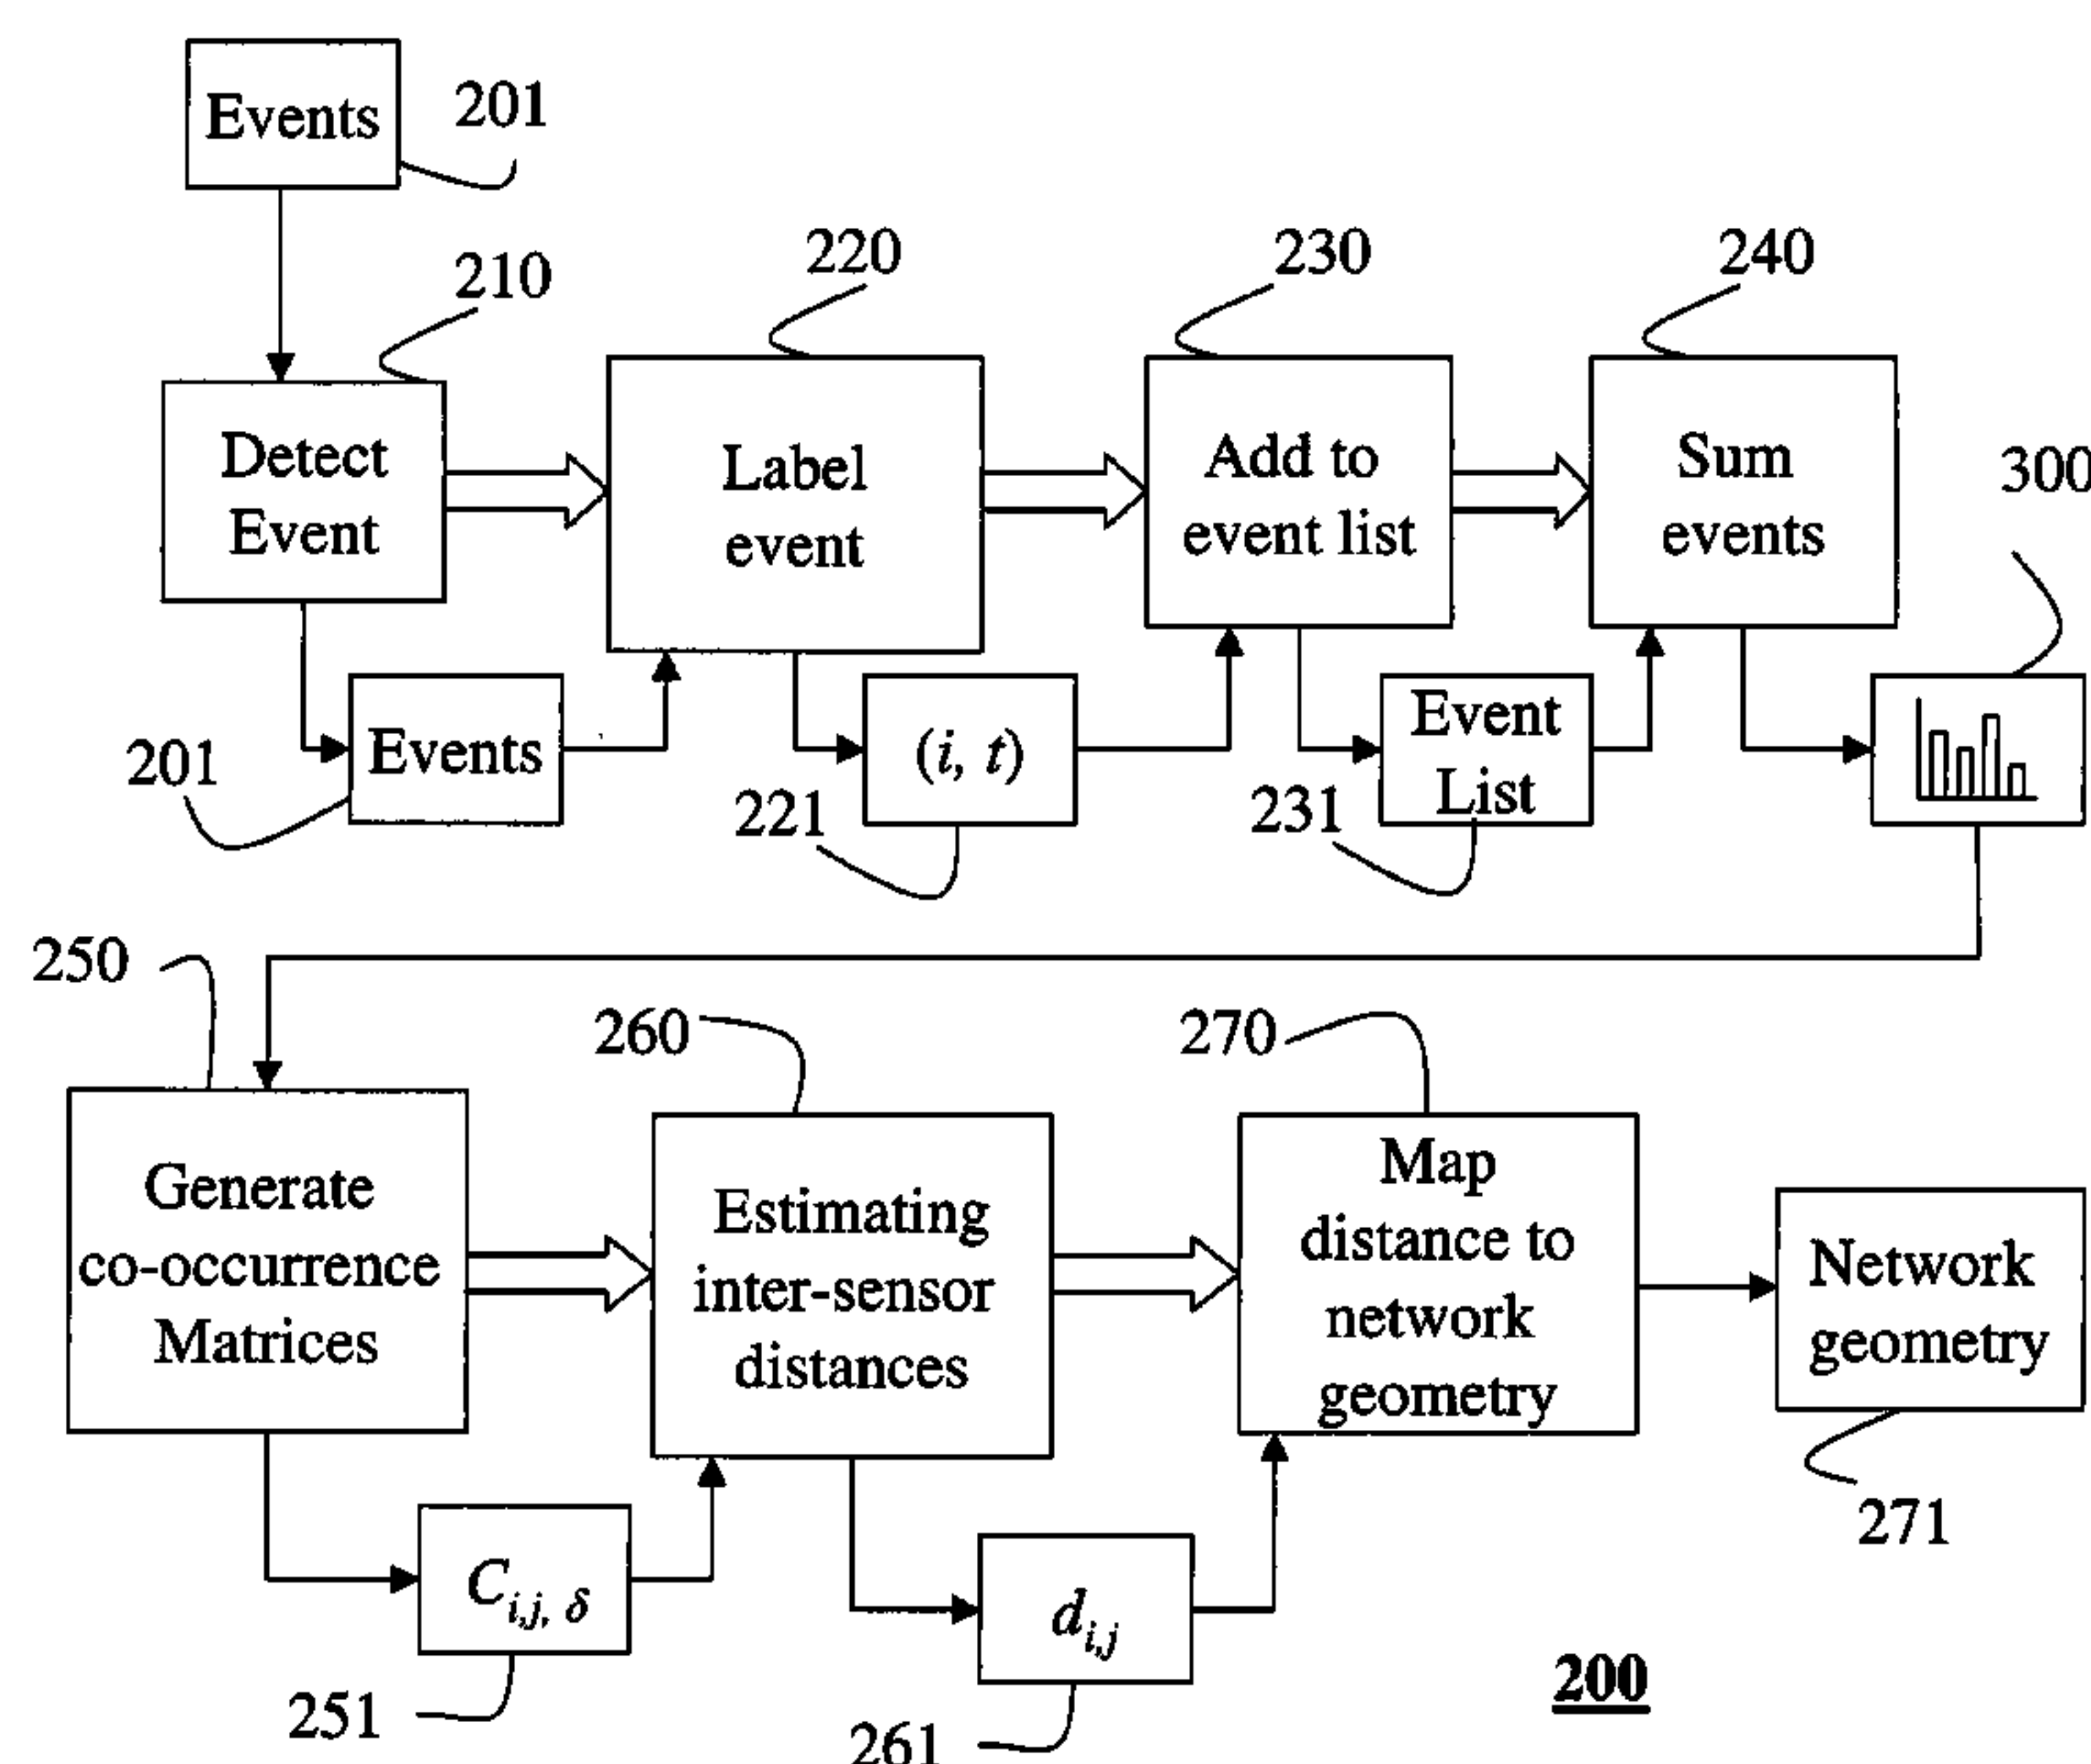 Events
201
210
220
230
240
Detect
Event
Label
event
Add to
event list
Sum
events
300
201
Events
(i, t)
221
Event
List
231
250
260
270
Generate
co-occurrence
Matrices
Estimating
inter-sensor
distances
Map
distance to
network
geometry
Network
geometry
271
C i,j, δ
251
d i,j
261
200